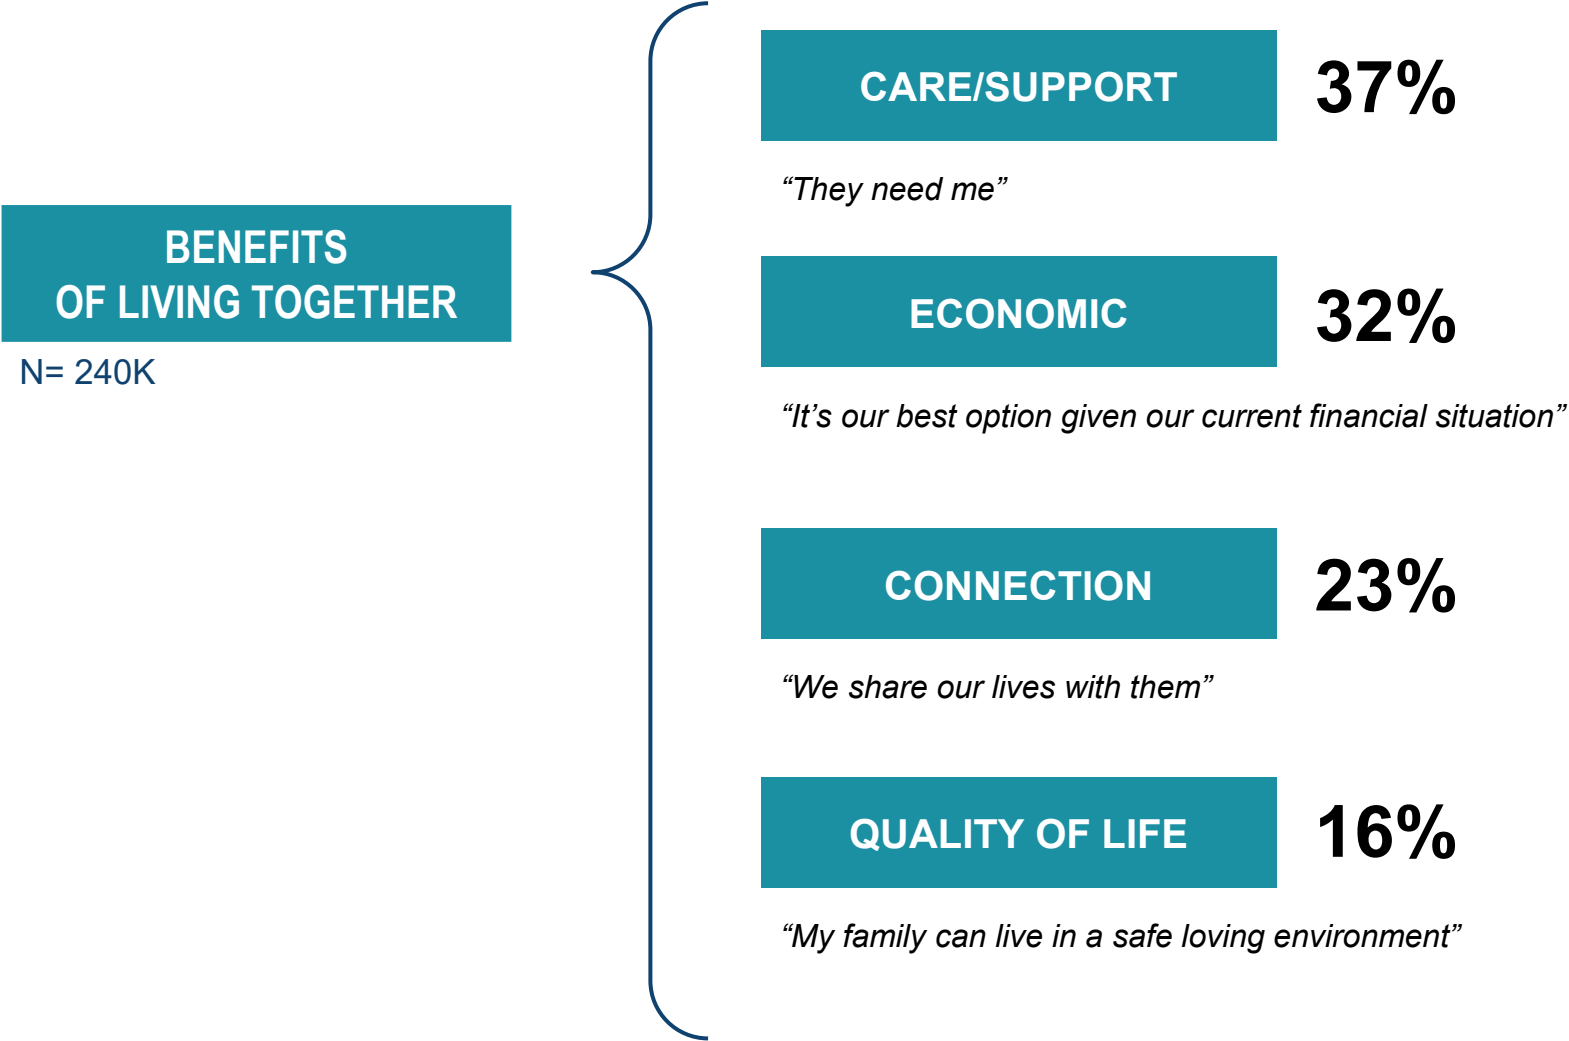 BENEFITS
OF LIVING TOGETHER
N= 240K
CARE/SUPPORT
37%
“They need me”
ECONOMIC
32%
“It’s our best option given our current financial situation”
CONNECTION
23%
“We share our lives with them”
QUALITY OF LIFE
16%
“My family can live in a safe loving environment”